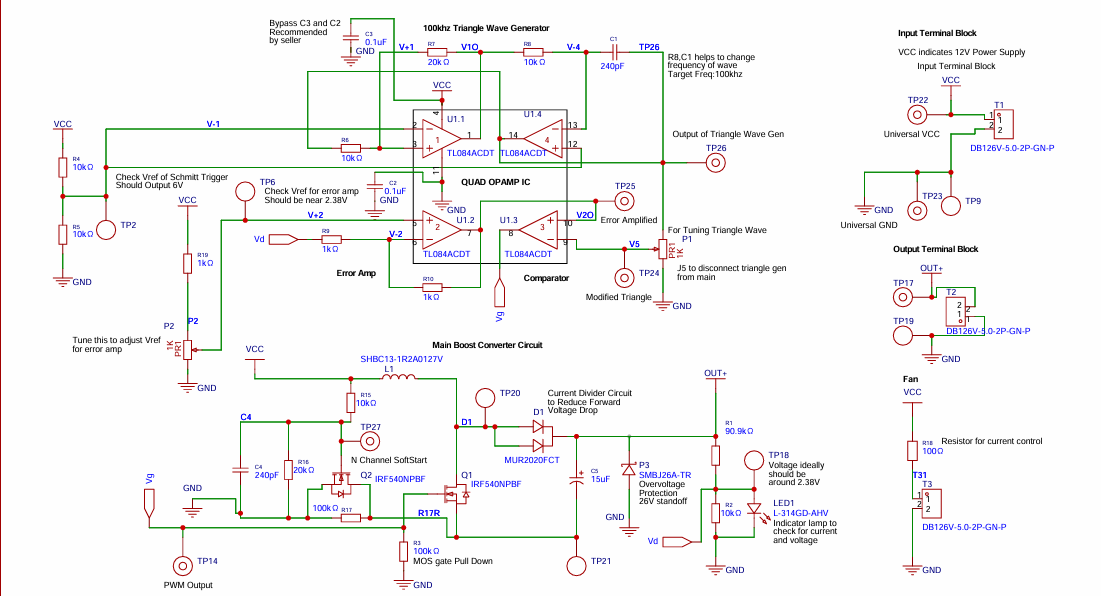 100khz Triangle Wave Generator
Bypass C3 and C2
Recommended
by seller
C3
0.1uF
GND
V+1
R7
20kΩ
V1O
R8
10kΩ
V-4
C1
240pF
TP26
R8,C1 helps to change
frequency of wave
Target Freq:100khz
VCC
4
U1.1
U1.4
2
3
1
1
14
4
13
12
TL084ACDT
TL084ACDT
11
V-1
R6
10kΩ
VCC
R4
10kΩ
R5
10kΩ
GND
TP2
Check Vref of Schmitt Trigger
Should Output 6V
VCC
TP6
Check Vref for error amp
Should be near 2.38V
C2
0.1uF
GND
QUAD OPAMP IC
Output of Triangle Wave Gen
TP26
TP25
Error Amplified
V+2
Vd
R9
1kΩ
V-2
5
6
U1.2
2
7
TL084ACDT
U1.3
3
8
10
9
TL084ACDT
V2O
V5
R10
1kΩ
Error Amp
Comparator
Vg
For Tuning Triangle Wave
P1
PR1
1K
TP24
Modified Triangle
J5 to disconnect triangle gen
from main
GND
R19
1kΩ
P2
P2
1K
PR1
Tune this to adjust Vref
for error amp
GND
Main Boost Converter Circuit
VCC
SHBC13-1R2A0127V
L1
R15
10kΩ
C4
TP27
N Channel SoftStart
C4
240pF
R16
20kΩ
Q2
IRF540NPBF
100kΩ
R17
R17R
Vg
GND
TP14
PWM Output
R3
100kΩ
MOS gate Pull Down
GND
Q1
IRF540NPBF
D1
TP20
Current Divider Circuit
to Reduce Forward
Voltage Drop
D1
MUR2020FCT
C5
15uF
TP21
P3
SMBJ26A-TR
Overvoltage
Protection
26V standoff
GND
OUT+
R1
90.9kΩ
TP18
Voltage ideally
should be
around 2.38V
R2
10kΩ
Vd
LED1
L-314GD-AHV
Indicator lamp to
check for current
and voltage
GND
Input Terminal Block
VCC indicates 12V Power Supply
Input Terminal Block
VCC
TP22
Universal VCC
T1
1
2
1
DB126V-5.0-2P-GN-P
GND
Universal GND
TP23
TP9
Output Terminal Block
OUT+
TP17
T2
2
1
2
1
TP19
DB126V-5.0-2P-GN-P
GND
Fan
VCC
R18
100Ω
Resistor for current control
T31
T3
1
2
1
DB126V-5.0-2P-GN-P
GND